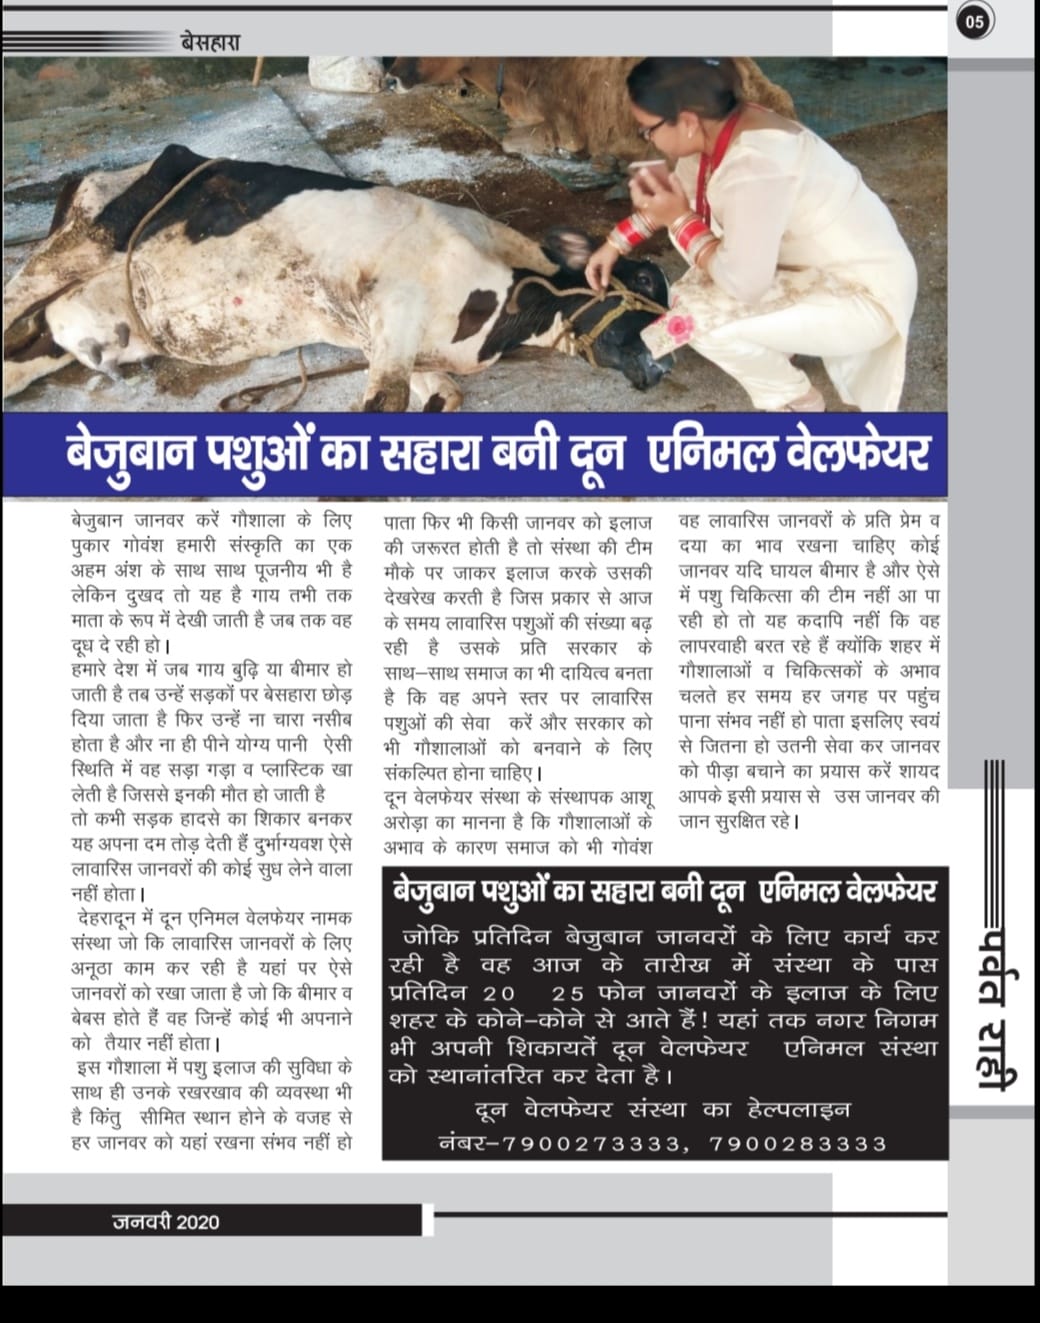 05
बेसहारा
बेजुबान पशुओं का सहारा बनी दून एनिमल वेलफेयर
बेजुबान जानवर करें गौशाला के लिए
पुकार गोवंश हमारी संस्कृति का एक
अहम अंश के साथ साथ पूजनीय भी है
लेकिन दुखद तो यह है गाय तभी तक
माता के रूप में देखी जाती है जब तक वह
दूध दे रही हो।
हमारे देश में जब गाय बुढ़ि या बीमार हो
जाती है तब उन्हें सड़कों पर बेसहारा छोड़
दिया जाता है फिर उन्हें ना चारा नसीब
होता है और ना ही पीने योग्य पानी ऐसी
स्थिति में वह सड़ा गड़ा व प्लास्टिक खा
लेती है जिससे इनकी मौत हो जाती है
तो कभी सड़क हादसे का शिकार बनकर
यह अपना दम तोड़ देती हैं दुर्भाग्यवश ऐसे
लावारिस जानवरों की कोई सुध लेने वाला
नहीं होता।
देहरादून में दून एनिमल वेलफेयर नामक
संस्था जो कि लावारिस जानवरों के लिए
अनूठा काम कर रही है यहां पर ऐसे
जानवरों को रखा जाता है जो कि बीमार व
बेबस होते हैं वह जिन्हें कोई भी अपनाने
को तैयार नहीं होता।
इस गौशाला में पशु इलाज की सुविधा के
साथ ही उनके रखरखाव की व्यवस्था भी
है किंतु सीमित स्थान होने के वजह से
हर जानवर को यहां रखना संभव नहीं हो
पाता फिर भी किसी जानवर को इलाज
की जरूरत होती है तो संस्था की टीम
मौके पर जाकर इलाज करके उसकी
देखरेख करती है जिस प्रकार से आज
के समय लावारिस पशुओं की संख्या बढ़
रही है उसके प्रति सरकार के
साथ–साथ समाज का भी दायित्व बनता
है कि वह अपने स्तर पर लावारिस
पशुओं की सेवा करें और सरकार को
भी गौशालाओं को बनवाने के लिए
संकल्पित होना चाहिए।
दून वेलफेयर संस्था के संस्थापक आशू
अरोड़ा का मानना है कि गौशालाओं के
अभाव के कारण समाज को भी गोवंश
वह लावारिस जानवरों के प्रति प्रेम व
दया का भाव रखना चाहिए कोई
जानवर यदि घायल बीमार है और ऐसे
में पशु चिकित्सा की टीम नहीं आ पा
रही हो तो यह कदापि नहीं कि वह
लापरवाही बरत रहे हैं क्योंकि शहर में
गौशालाओं व चिकित्सकों के अभाव
चलते हर समय हर जगह पर पहुंच
पाना संभव नहीं हो पाता इसलिए स्वयं
से जितना हो उतनी सेवा कर जानवर
को पीड़ा बचाने का प्रयास करें शायद
आपके इसी प्रयास से उस जानवर की
जान सुरक्षित रहे।
बेजुबान पशुओं का सहारा बनी दून एनिमल वेलफेयर
जोकि प्रतिदिन बेजुबान जानवरों के लिए कार्य कर
रही है वह आज के तारीख में संस्था के पास
प्रतिदिन 20 25 फोन जानवरों के इलाज के लिए
शहर के कोने–कोने से आते हैं! यहां तक नगर निगम
भी अपनी शिकायतें दून वेलफेयर एनिमल संस्था
को स्थानांतरित कर देता है।
दून वेलफेयर संस्था का हेल्पलाइन
नंबर–7900273333, 7900283333
पर्वत राही
जनवरी 2020